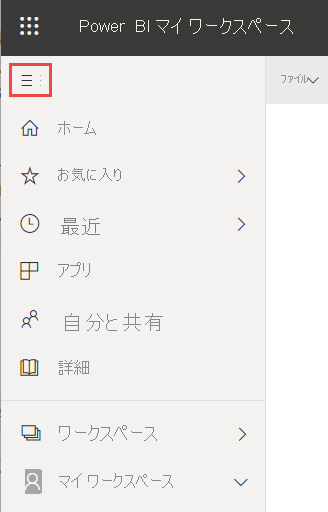 Power BI マイ ワークスペース
ファイル
ホーム
お気に入り
最近
アプリ
自分と共有
詳細
ワークスペース
マイ ワークスペース